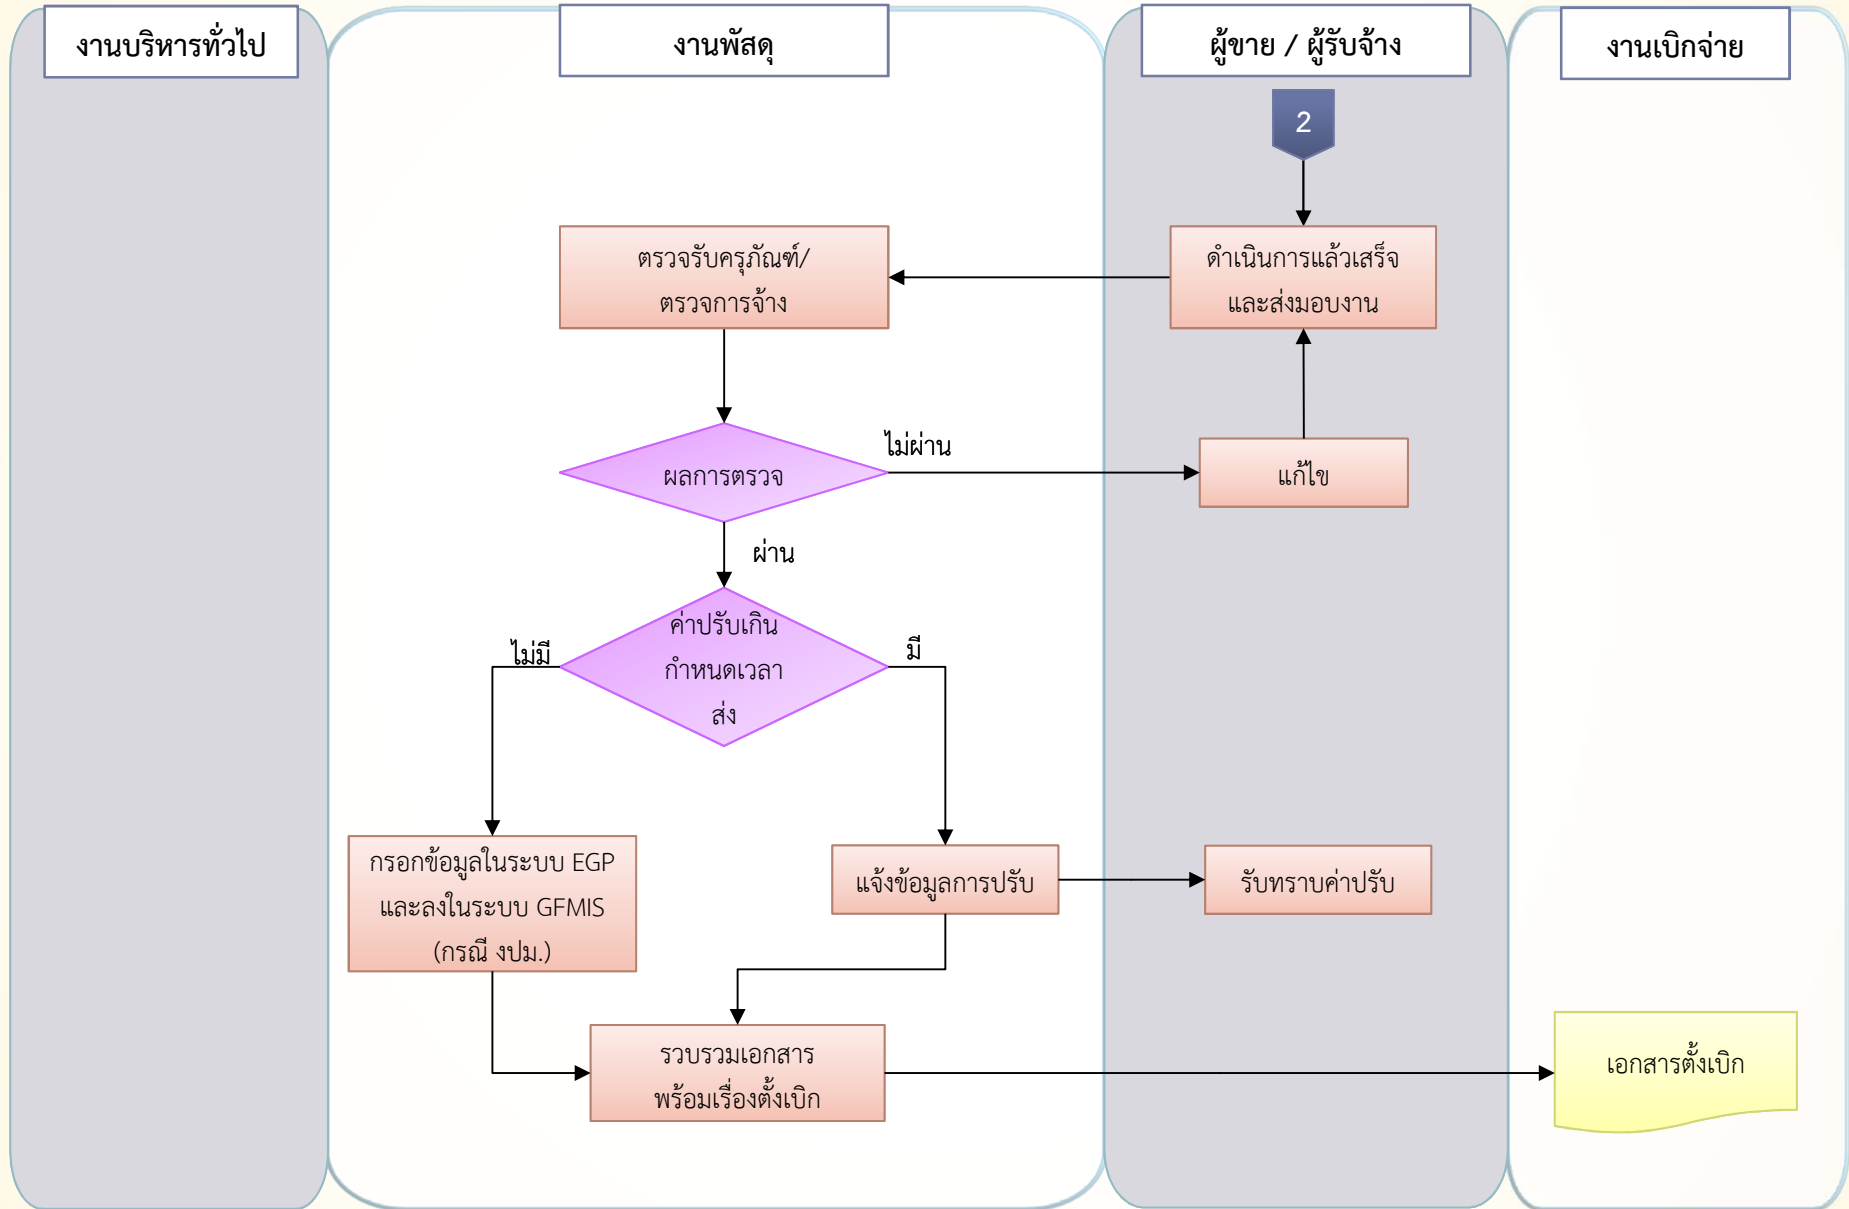 งานบริหารทั่วไป
งานพัสดุ
ผู้ขาย / ผู้รับจ้าง
งานเบิกจ่าย
2
ตรวจรับครุภัณฑ์/
ตรวจการจ้าง
ดำเนินการแล้วเสร็จ
และส่งมอบงาน
ผลการตรวจ
ไม่ผ่าน
แก้ไข
ผ่าน
ค่าปรับเกิน
กำหนดเวลา
ส่ง
ไม่มี
มี
กรอกข้อมูลในระบบ EGP
และลงในระบบ GFMIS
(กรณี งปม.)
แจ้งข้อมูลการปรับ
รับทราบค่าปรับ
รวบรวมเอกสาร
พร้อมเรื่องตั้งเบิก
เอกสารตั้งเบิก